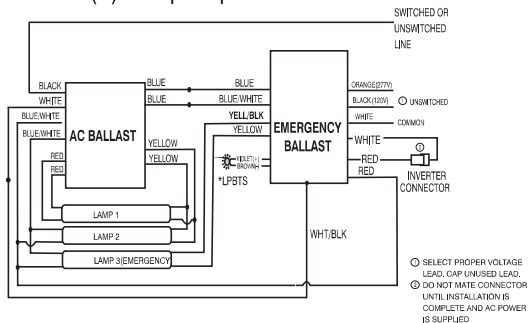 SWITCHED OR
UNSWITCHED
LINE
BLACK
WHITE
BLUE/WHITE
BLUE/WHITE
RED
RED
AC BALLAST
BLUE
BLUE
YELLOW
YELLOW
BLUE
BLUE/WHITE
YELL/BLK
YELLOW
VIOLET(+)
BROWN(-)
*LPBTS
EMERGENCY
BALLAST
ORANGE(277V)
BLACK (120V)
① UNSWITCHED
WHITE
COMMON
WHITE
RED
RED
②
INVERTER
CONNECTOR
LAMP 1
LAMP 2
LAMP 3(EMERGENCY)
WHT/BLK
① SELECT PROPER VOLTAGE
LEAD. CAP UNUSED LEAD.
② DO NOT MATE CONNECTOR
UNTIL INSTALLATION IS
COMPLETE AND AC POWER
IS SUPPLIED